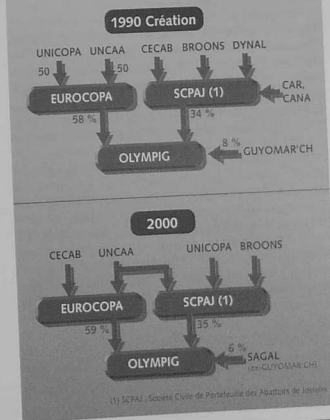 1990 Création
UNICOPA UNCAA CECAB BROONS DYNAL
50 50
EUROCOPA SCPAJ (1) CAR,
CANA
58 % 34 %
OLYMPIG 8 % GUYOMAR'CH
2000
CECAB UNCAA UNICOPA BROONS
EUROCOPA SCPAJ (1)
59 % 35 %
OLYMPIG 6 % SAGAL
(ex-GUYOMAR'CH)
(1) SCPAJ : Société Civile de Portefeuille des Abattoirs de Josselin